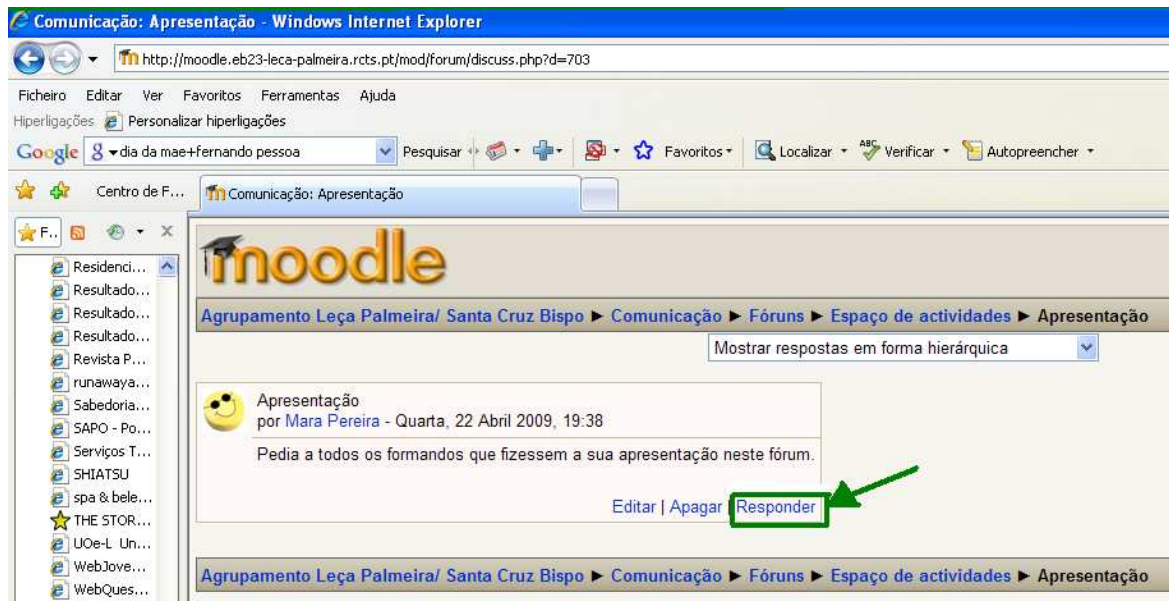 Comunicação: Apresentação - Windows Internet Explorer
http://moodle.eb23-leca-palmeira.rcts.pt/mod/forum/discuss.php?d=703
Ficheiro Editar Ver Favoritos Ferramentas Ajuda
Hiperligações Personalizar hiperligações
Google dia da mae+fernando pessoa Pesquisar Favoritos Localizar Verificar Autopreencher
Centro de F... Comunicação: Apresentação
F..
Residenci...
Resultado...
Resultado...
Resultado...
Revista P...
runawaya...
Sabedoria...
SAPO - Po...
Serviços T...
SHIATSU
spa & bele...
THE STOR...
UOe-L Un...
WebJove...
WebQues...
moodle
Agrupamento Leça Palmeira/ Santa Cruz Bispo ► Comunicação ► Fóruns ► Espaço de actividades ► Apresentação
Mostrar respostas em forma hierárquica
Apresentação
por Mara Pereira - Quarta, 22 Abril 2009, 19:38
Pedia a todos os formandos que fizessem a sua apresentação neste fórum.
Editar | Apagar | Responder
Agrupamento Leça Palmeira/ Santa Cruz Bispo ► Comunicação ► Fóruns ► Espaço de actividades ► Apresentação